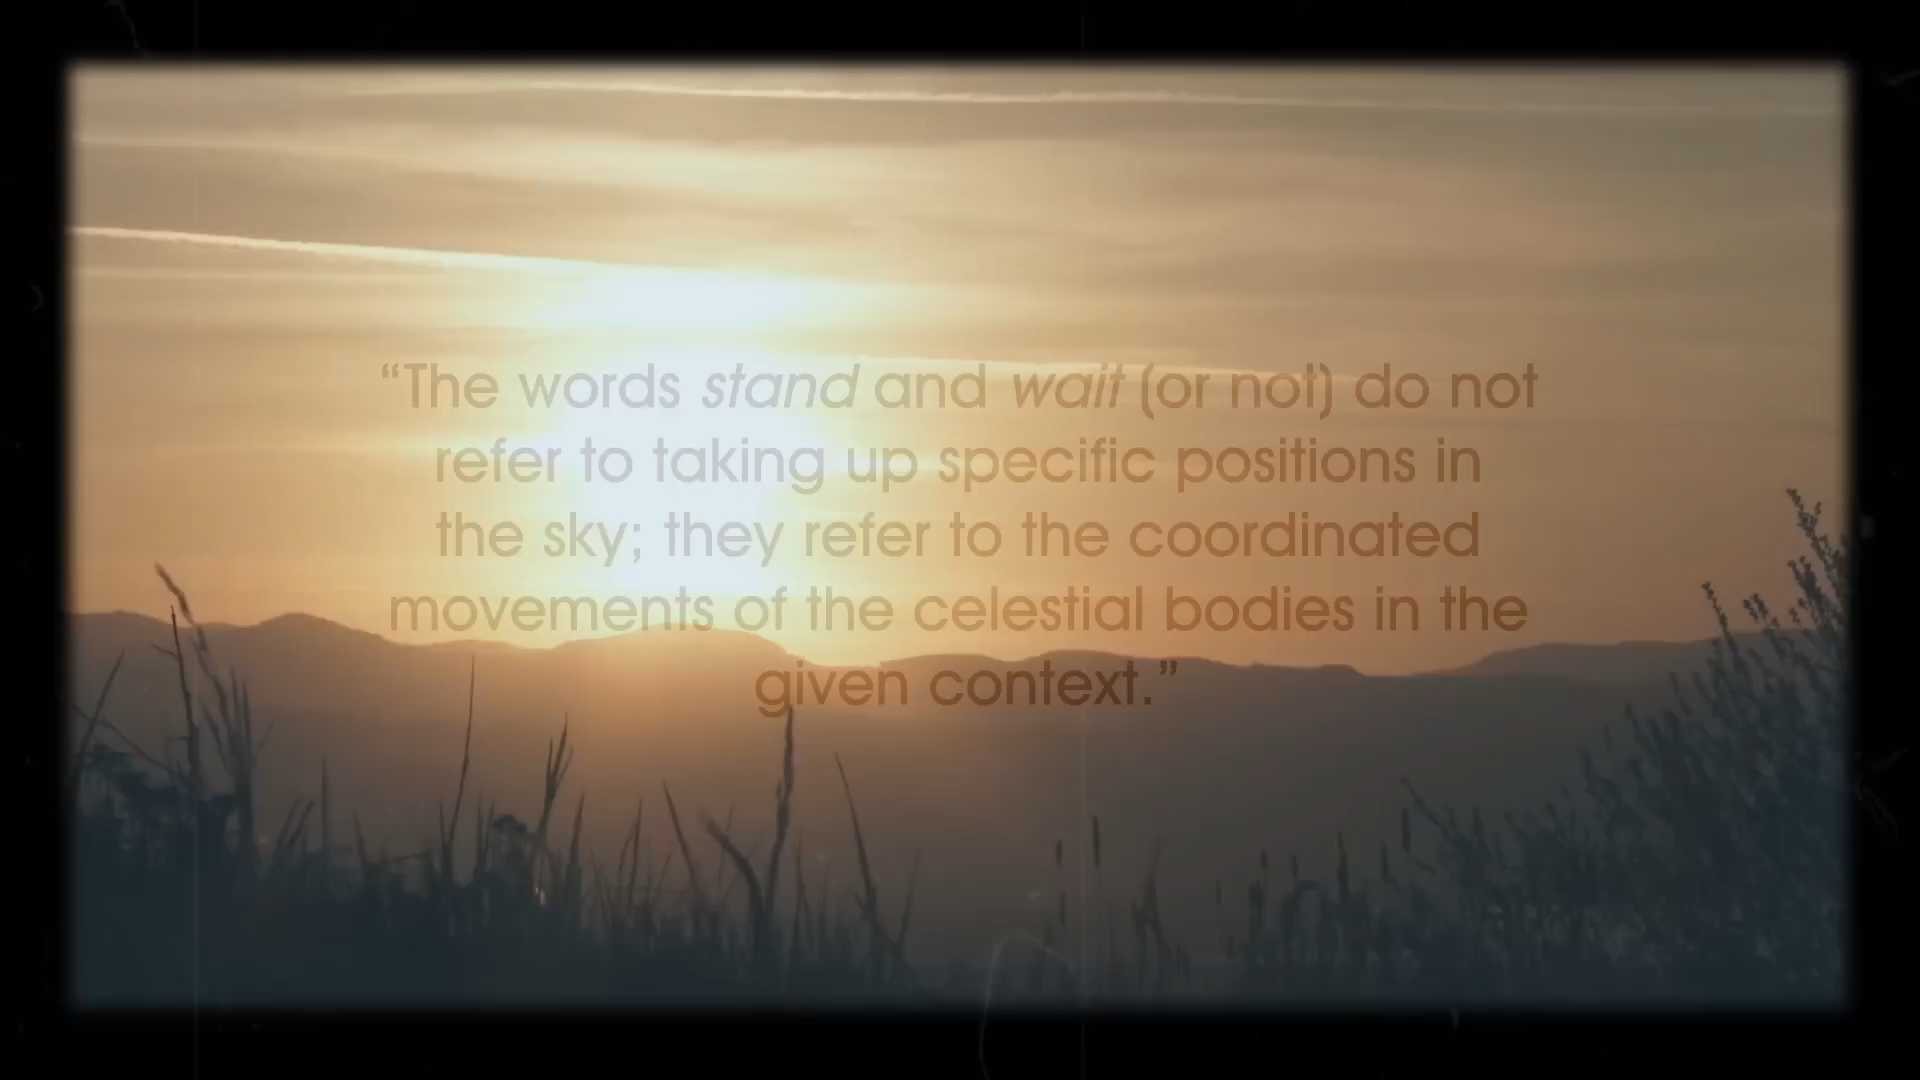 “The words stand and wait (or not) do not
refer to taking up specific positions in
the sky; they refer to the coordinated
movements of the celestial bodies in the
given context.”